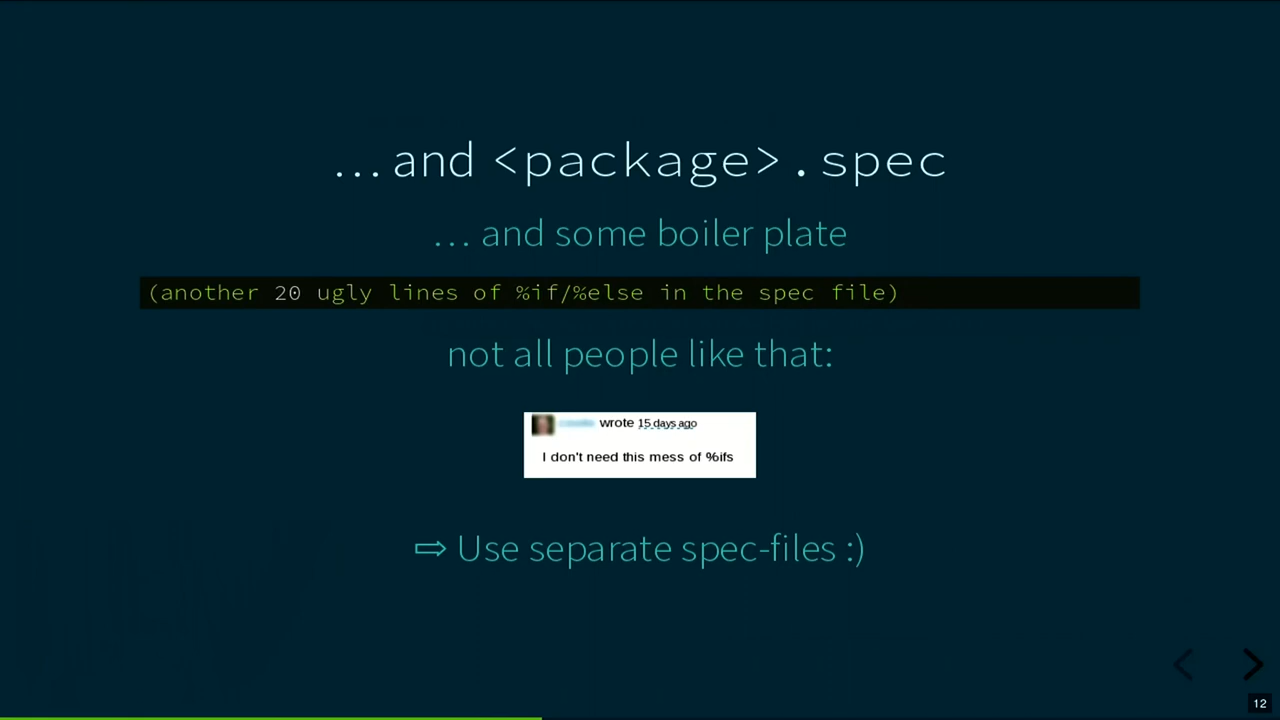 …and <package>.spec
… and some boiler plate
(another 20 ugly lines of %if/%else in the spec file)
not all people like that:
wrote 15 days ago
I don't need this mess of %ifs
⇨ Use separate spec-files :)
12